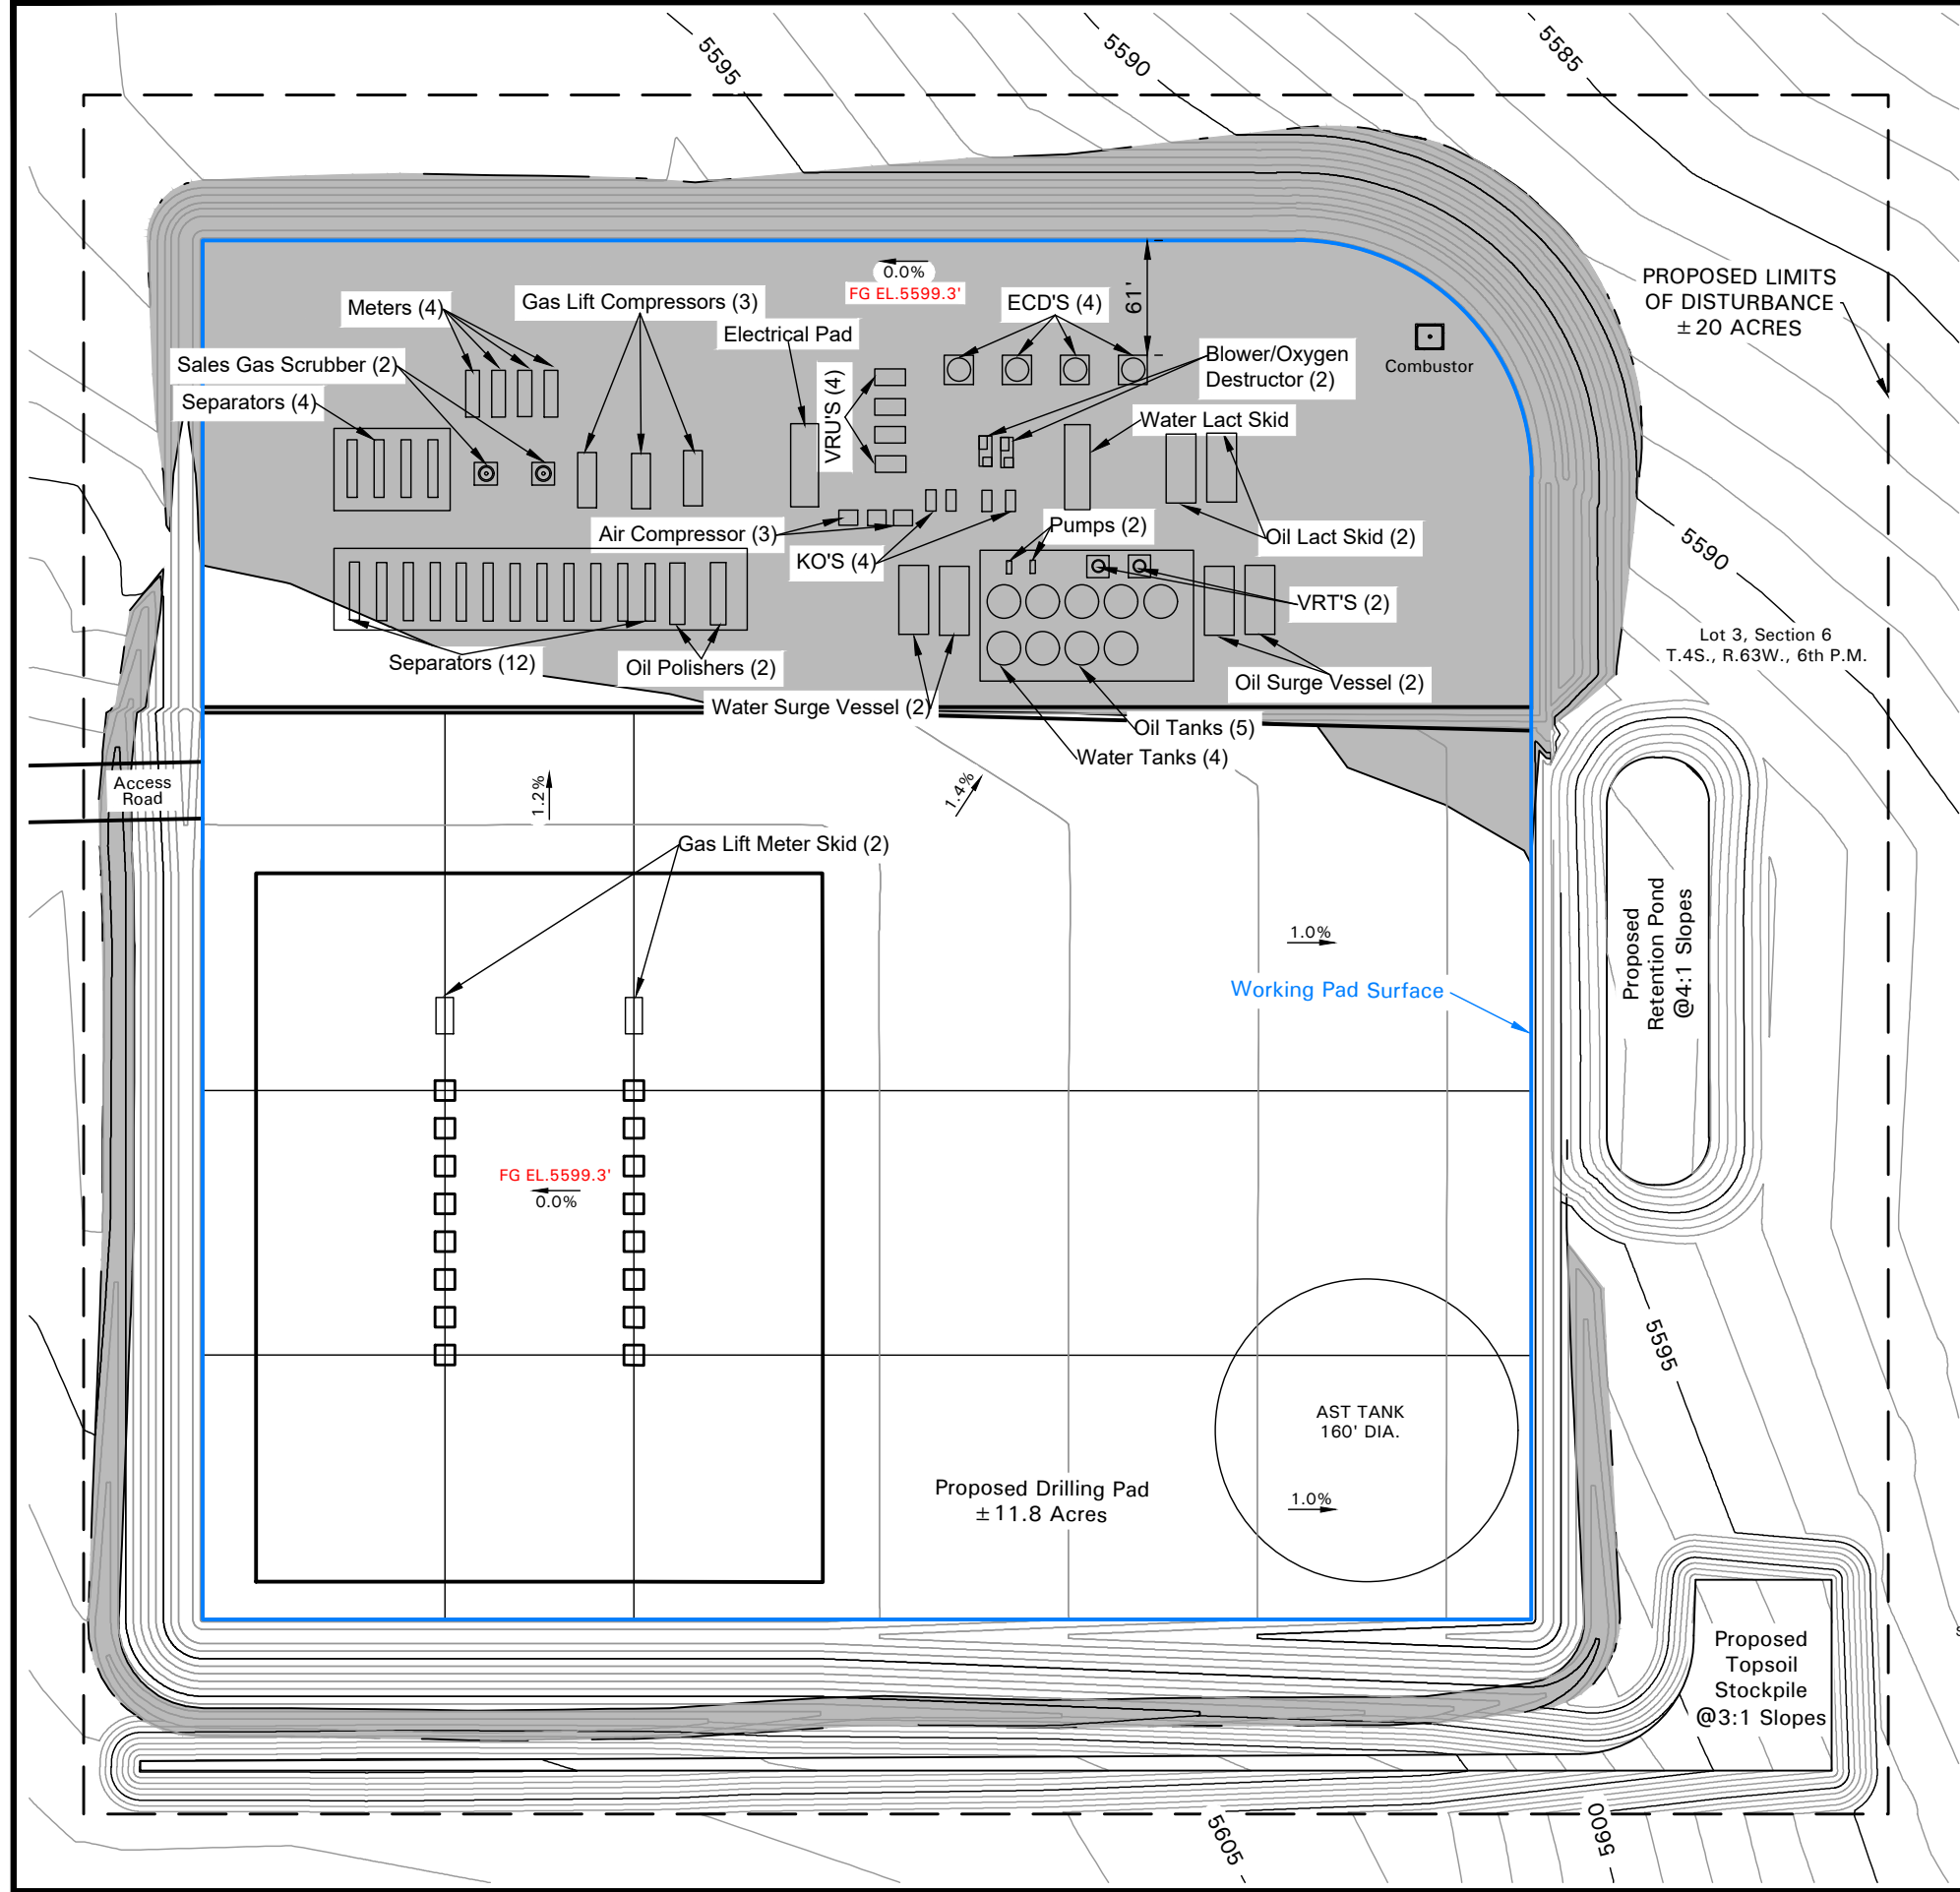 5595
5590
5585
0.0%
FG EL.5599.3'
61'
PROPOSED LIMITS
OF DISTURBANCE
±20 ACRES
Meters (4)
Gas Lift Compressors (3)
ECD'S (4)
Electrical Pad
Combustor
Blower/Oxygen
Destructor (2)
Sales Gas Scrubber (2)
Separators (4)
VRU'S (4)
Water Lact Skid
Air Compressor (3)
Pumps (2)
Oil Lact Skid (2)
KO'S (4)
5590
VRT'S (2)
Lot 3, Section 6
T.4S., R.63W., 6th P.M.
Separators (12)
Oil Polishers (2)
Oil Surge Vessel (2)
Water Surge Vessel (2)
Oil Tanks (5)
Water Tanks (4)
Access
Road
1.2%
1.4%
Gas Lift Meter Skid (2)
1.0%
Proposed
Retention Pond
@4:1 Slopes
Working Pad Surface
FG EL.5599.3'
0.0%
5595
AST TANK
160' DIA.
Proposed Drilling Pad
±11.8 Acres
1.0%
Proposed
Topsoil
Stockpile
@3:1 Slopes
5605
5600